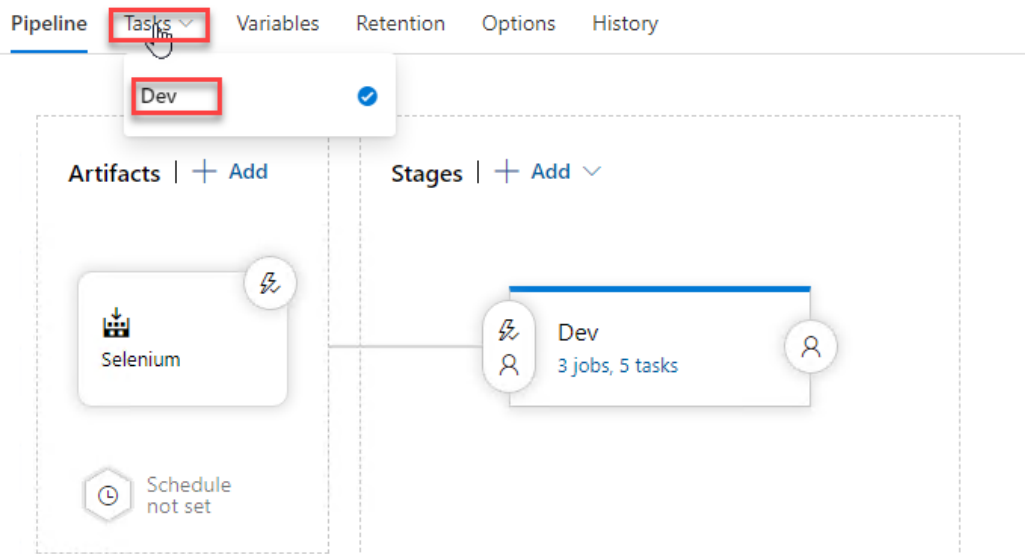 Pipeline Tasks Variables Retention Options History
Dev
Artifacts | + Add
Stages | + Add
Selenium
Dev
3 jobs, 5 tasks
Schedule
not set